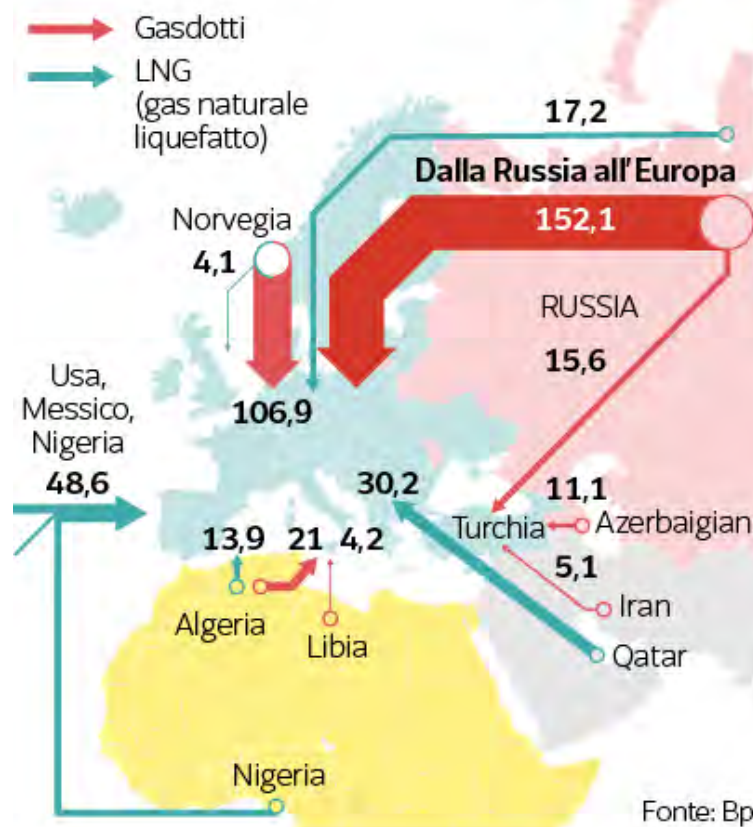 Gasdotti
LNG
(gas naturale
liquefatto)
17,2
Dalla Russia all'Europa
152,1
Norvegia
4,1
RUSSIA
15,6
Usa,
Messico,
Nigeria
48,6
106,9
30,2
11,1
Turchia
Azerbaigian
13,9
21
4,2
5,1
Algeria
Libia
Iran
Qatar
Nigeria
Fonte: Bp